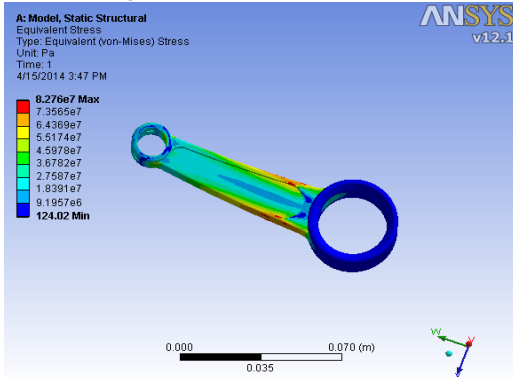 A: Model, Static Structural
Equivalent Stress
Type: Equivalent (von-Mises) Stress
Unit: Pa
Time: 1
4/15/2014 3:47 PM
8.276e7 Max
7.3565e7
6.4369e7
5.5174e7
4.5978e7
3.6782e7
2.7587e7
1.8391e7
9.1957e6
124.02 Min
ANSYS
v12.1
0.000
0.070 (m)
0.035